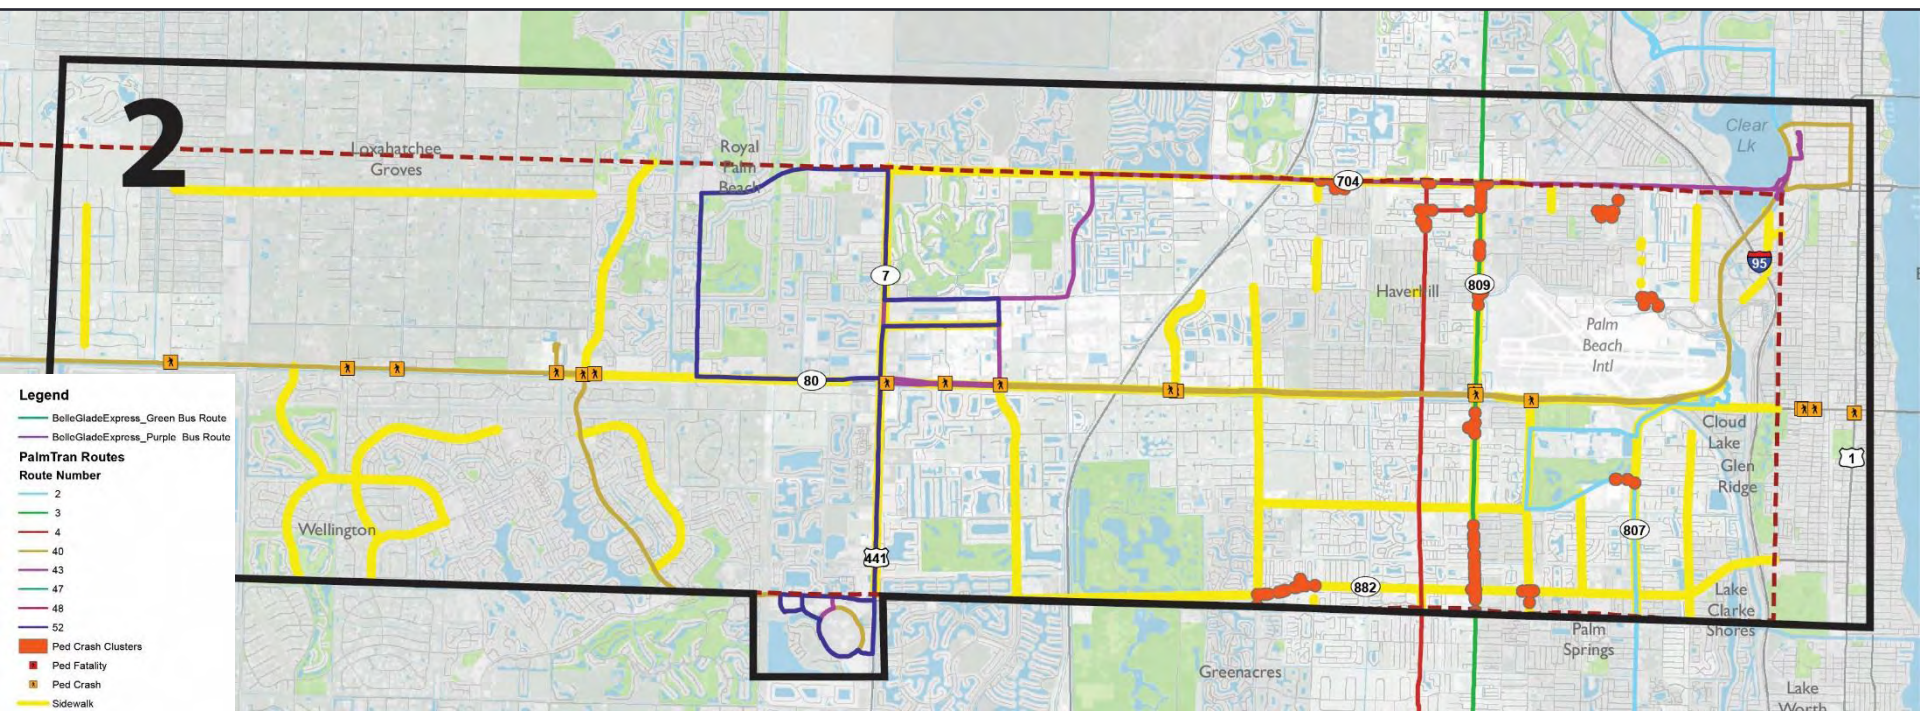 2
Loxahatchee
Groves
Royal
Palm
Beach
Clear
Lk
704
7
Haverhill
809
95
Palm
Beach
Intl
80
Cloud
Lake
Glen
Ridge
1
Wellington
441
807
882
Lake
Clarke
Shores
Palm
Springs
Greenacres
Lake
Worth
Legend
BelleGladeExpress_Green Bus Route
BelleGladeExpress_Purple Bus Route
PalmTran Routes
Route Number
2
3
4
40
43
47
48
52
Ped Crash Clusters
Ped Fatality
Ped Crash
Sidewalk